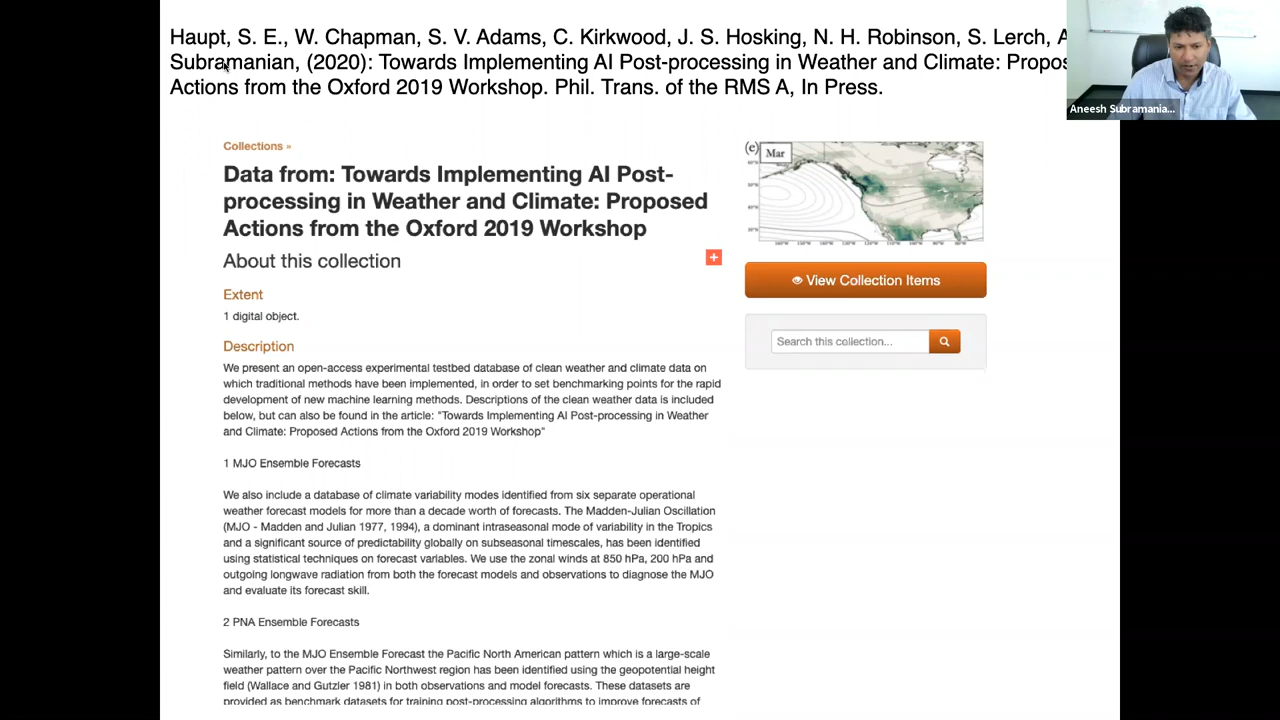 Haupt, S. E., W. Chapman, S. V. Adams, C. Kirkwood, J. S. Hosking, N. H. Robinson, S. Lerch, A
Subramanian, (2020): Towards Implementing AI Post-processing in Weather and Climate: Propos
Actions from the Oxford 2019 Workshop. Phil. Trans. of the RMS A, In Press.
Aneesh Subramania...
Collections »
Data from: Towards Implementing AI Post-
processing in Weather and Climate: Proposed
Actions from the Oxford 2019 Workshop
About this collection
+
Extent
1 digital object.
Description
We present an open-access experimental testbed database of clean weather and climate data on
which traditional methods have been implemented, in order to set benchmarking points for the rapid
development of new machine learning methods. Descriptions of the clean weather data is included
below, but can also be found in the article: "Towards Implementing AI Post-processing in Weather
and Climate: Proposed Actions from the Oxford 2019 Workshop"
1 MJO Ensemble Forecasts
We also include a database of climate variability modes identified from six separate operational
weather forecast models for more than a decade worth of forecasts. The Madden-Julian Oscillation
(MJO - Madden and Julian 1977, 1994), a dominant intraseasonal mode of variability in the Tropics
and a significant source of predictability globally on subseasonal timescales, has been identified
using statistical techniques on forecast variables. We use the zonal winds at 850 hPa, 200 hPa and
outgoing longwave radiation from both the forecast models and observations to diagnose the MJO
and evaluate its forecast skill.
2 PNA Ensemble Forecasts
Similarly, to the MJO Ensemble Forecast the Pacific North American pattern which is a large-scale
weather pattern over the Pacific Northwest region has been identified using the geopotential height
field (Wallace and Gutzler 1981) in both observations and model forecasts. These datasets are
provided as benchmark datasets for training post-processing algorithms to improve forecasts of
(e) Mar
View Collection Items
Search this collection...